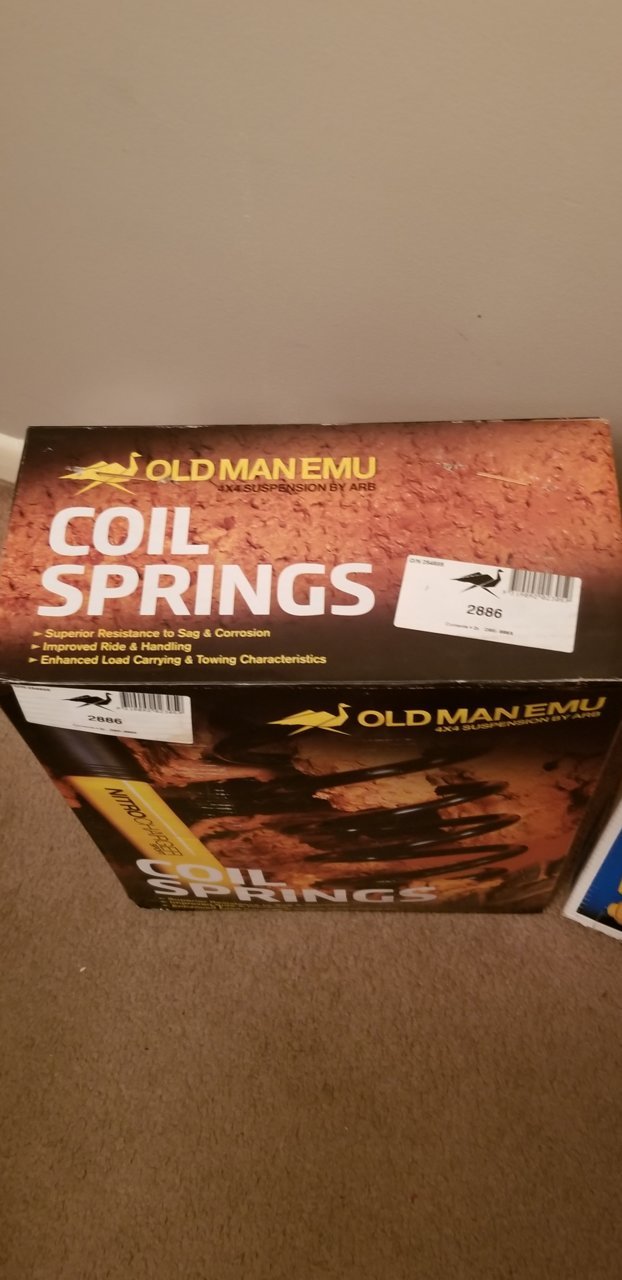 OLD MAN EMU
4X4 SUSPENSION BY ARB
COIL
SPRINGS
➤ Superior Resistance to Sag & Corrosion
➤ Improved Ride & Handling
➤ Enhanced Load Carrying & Towing Characteristics
2886
2886
OLD MAN EMU
4X4 SUSPENSION BY ARB
NITROCHARGER
COIL
SPRINGS